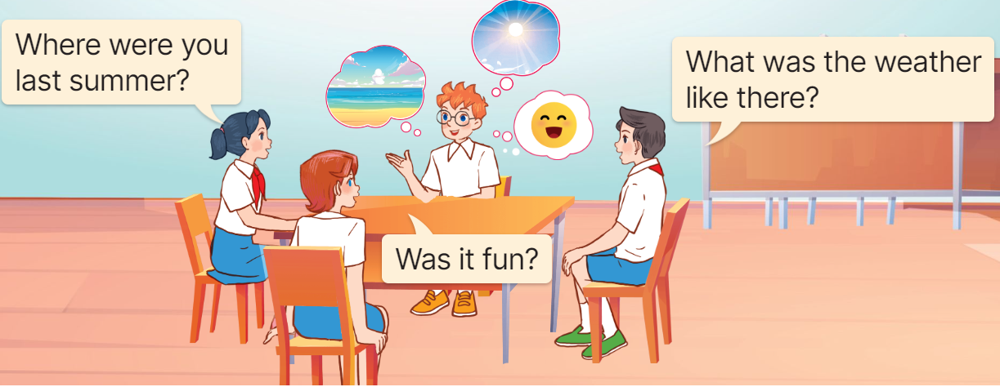 Where were you
last summer?
What was the weather
like there?
Was it fun?